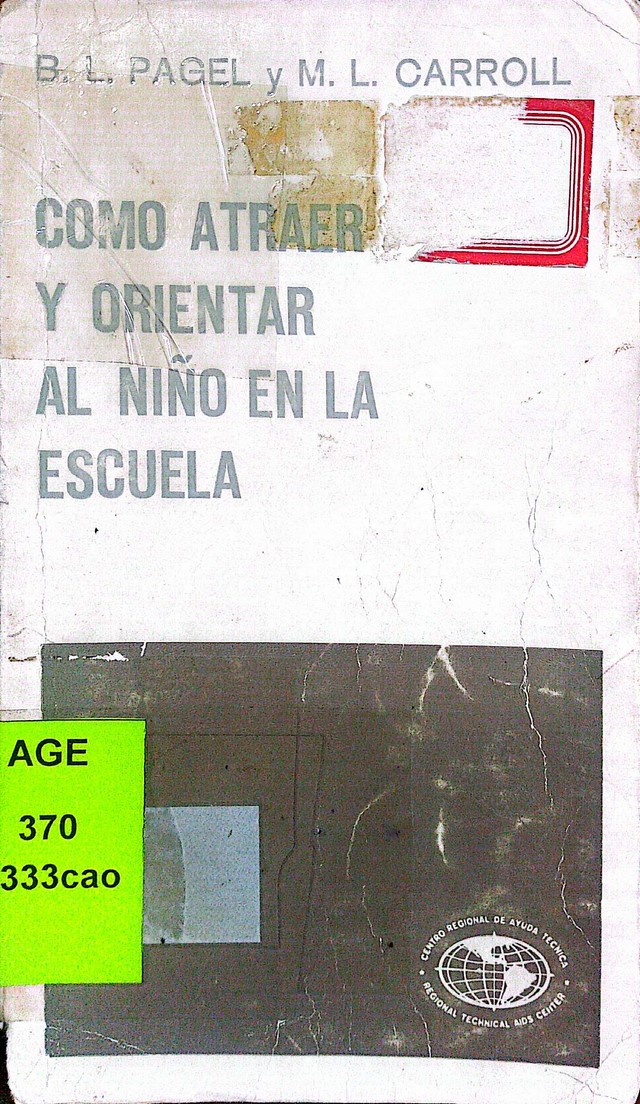 B. L. PAGEL y M. L. CARROLL
COMO ATRAER
Y ORIENTAR
AL NIÑO EN LA
ESCUELA
AGE
370
333cao
CENTRO REGIONAL DE AYUDA TECNICA
REGIONAL TECHNICAL AIDS CENTER